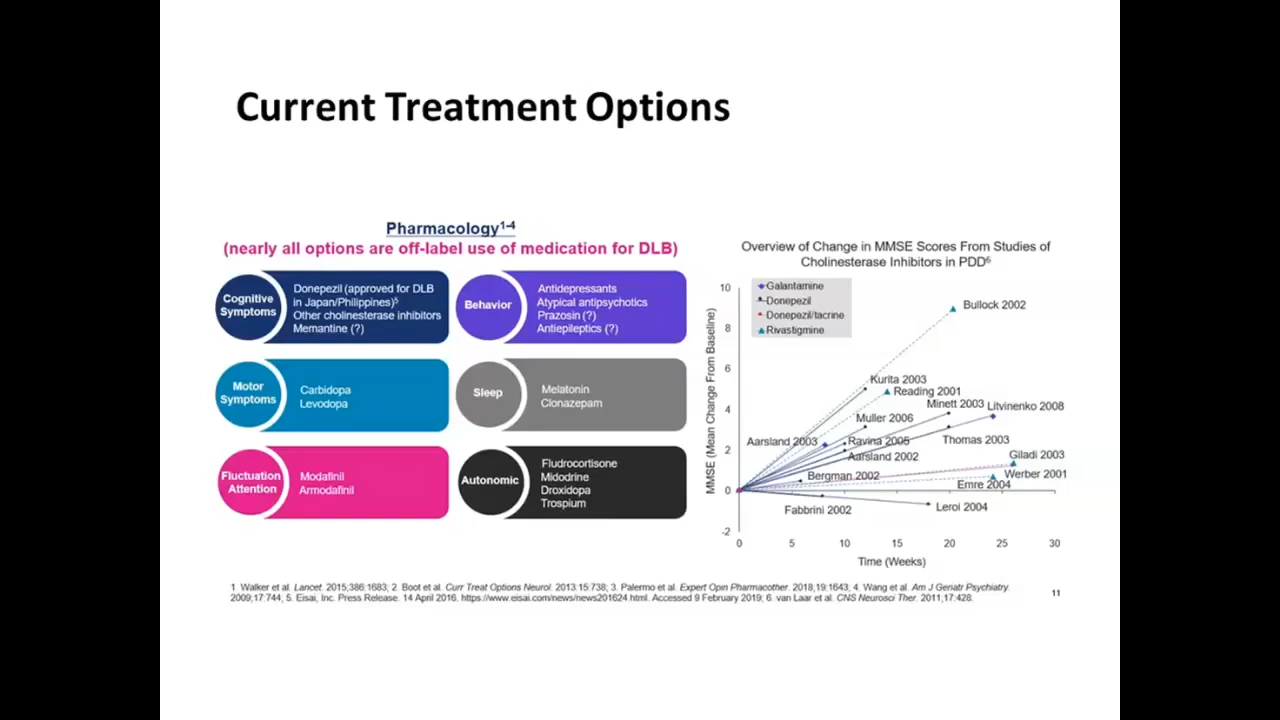 Current Treatment Options
Pharmacology1-4
(nearly all options are off-label use of medication for DLB)
Cognitive
Symptoms
Donepezil (approved for DLB
in Japan/Philippines)5
Other cholinesterase inhibitors
Memantine (?)
Behavior
Antidepressants
Atypical antipsychotics
Prazosin (?)
Antiepileptics (?)
Motor
Symptoms
Carbidopa
Levodopa
Sleep
Melatonin
Clonazepam
Fluctuation
Attention
Modafinil
Armodafinil
Autonomic
Fludrocortisone
Midodrine
Droxidopa
Trospium
Overview of Change in MMSE Scores From Studies of
Cholinesterase Inhibitors in PDD6
Galantamine
Donepezil
Donepezil/tacrine
Rivastigmine
MMSE (Mean Change From Baseline)
10
8
6
4
2
0
-2
Bullock 2002
Kurita 2003
Reading 2001
Minett 2003
Litvinenko 2008
Muller 2006
Aarsland 2003
Ravina 2005
Thomas 2003
Aarsland 2002
Giladi 2003
Bergman 2002
Werber 2001
Emre 2004
Fabbrini 2002
Leroi 2004
0 5 10 15 20 25 30
Time (Weeks)
1. Walker et al. Lancet. 2015;386:1683; 2. Boot et al. Curr Treat Options Neurol. 2013:15:738; 3. Palermo et al. Expert Opin Pharmacother. 2018;19:1643; 4. Wang et al. Am J Geriatr Psychiatry.
2009;17:744; 5. Eisai, Inc. Press Release. 14 April 2016. https://www.eisai.com/news/news201624.html. Accessed 9 February 2019; 6. van Laar et al. CNS Neurosci Ther. 2011;17:428.
11